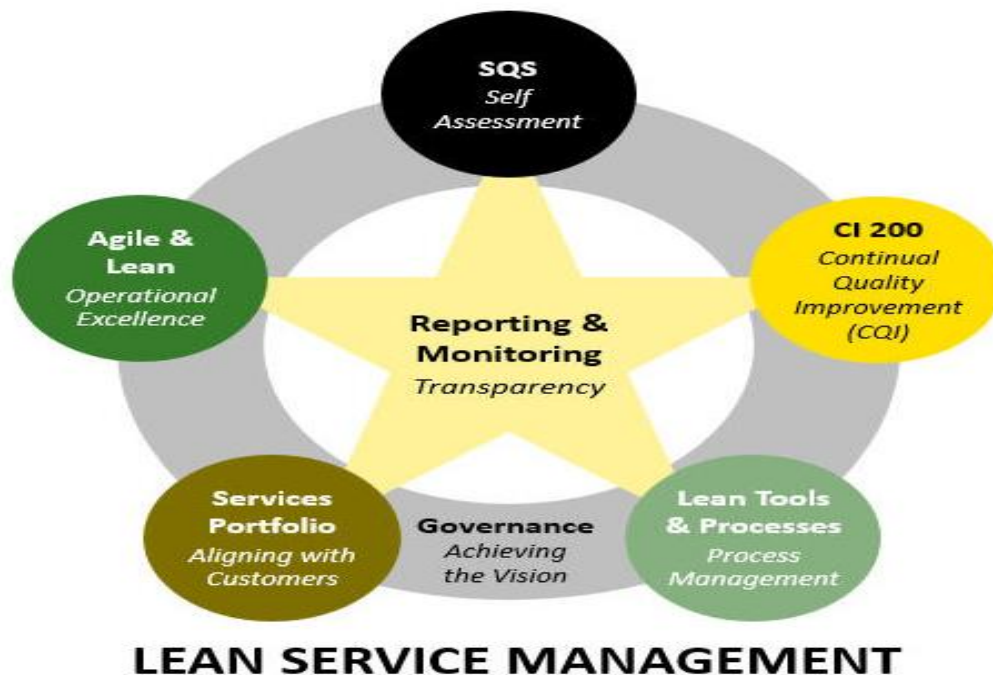 SQS
Self
Assessment
Agile &
Lean
Operational
Excellence
CI 200
Continual
Quality
Improvement
(CQI)
Reporting &
Monitoring
Transparency
Services
Portfolio
Aligning with
Customers
Governance
Achieving
the Vision
Lean Tools
& Processes
Process
Management
LEAN SERVICE MANAGEMENT